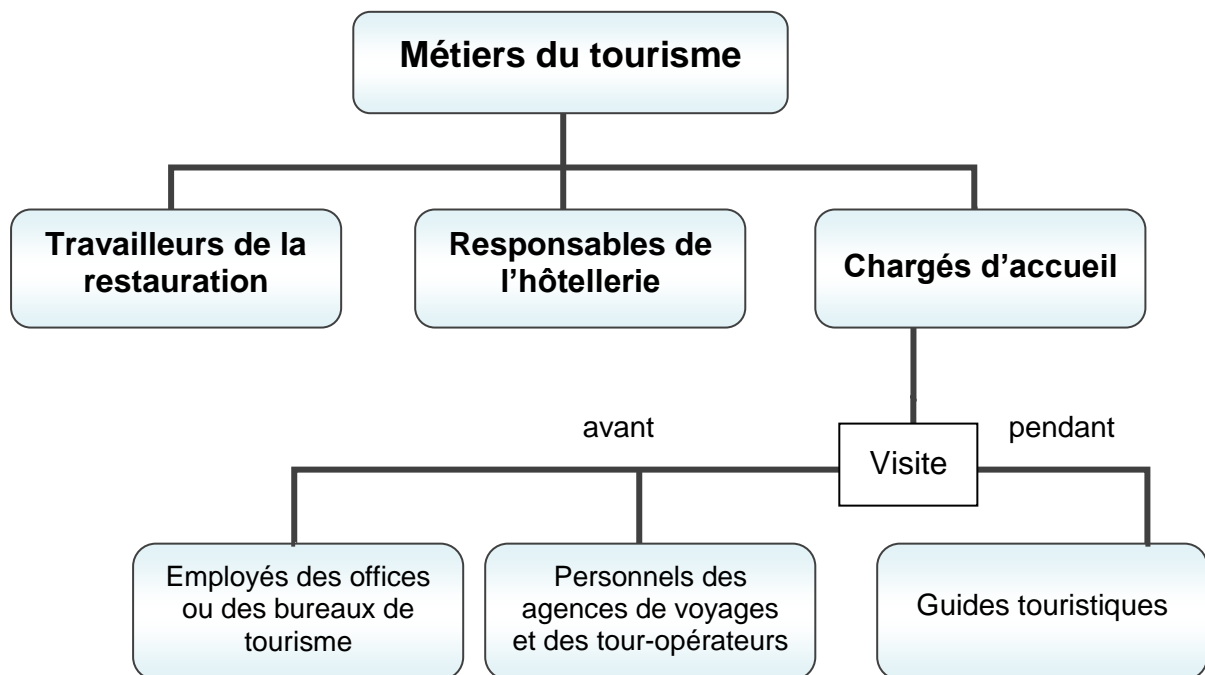 Métiers du tourisme
Travailleurs de la
restauration
Responsables de
l’hôtellerie
Chargés d’accueil
avant
Visite
pendant
Employés des offices
ou des bureaux de
tourisme
Personnels des
agences de voyages
et des tour-opérateurs
Guides touristiques